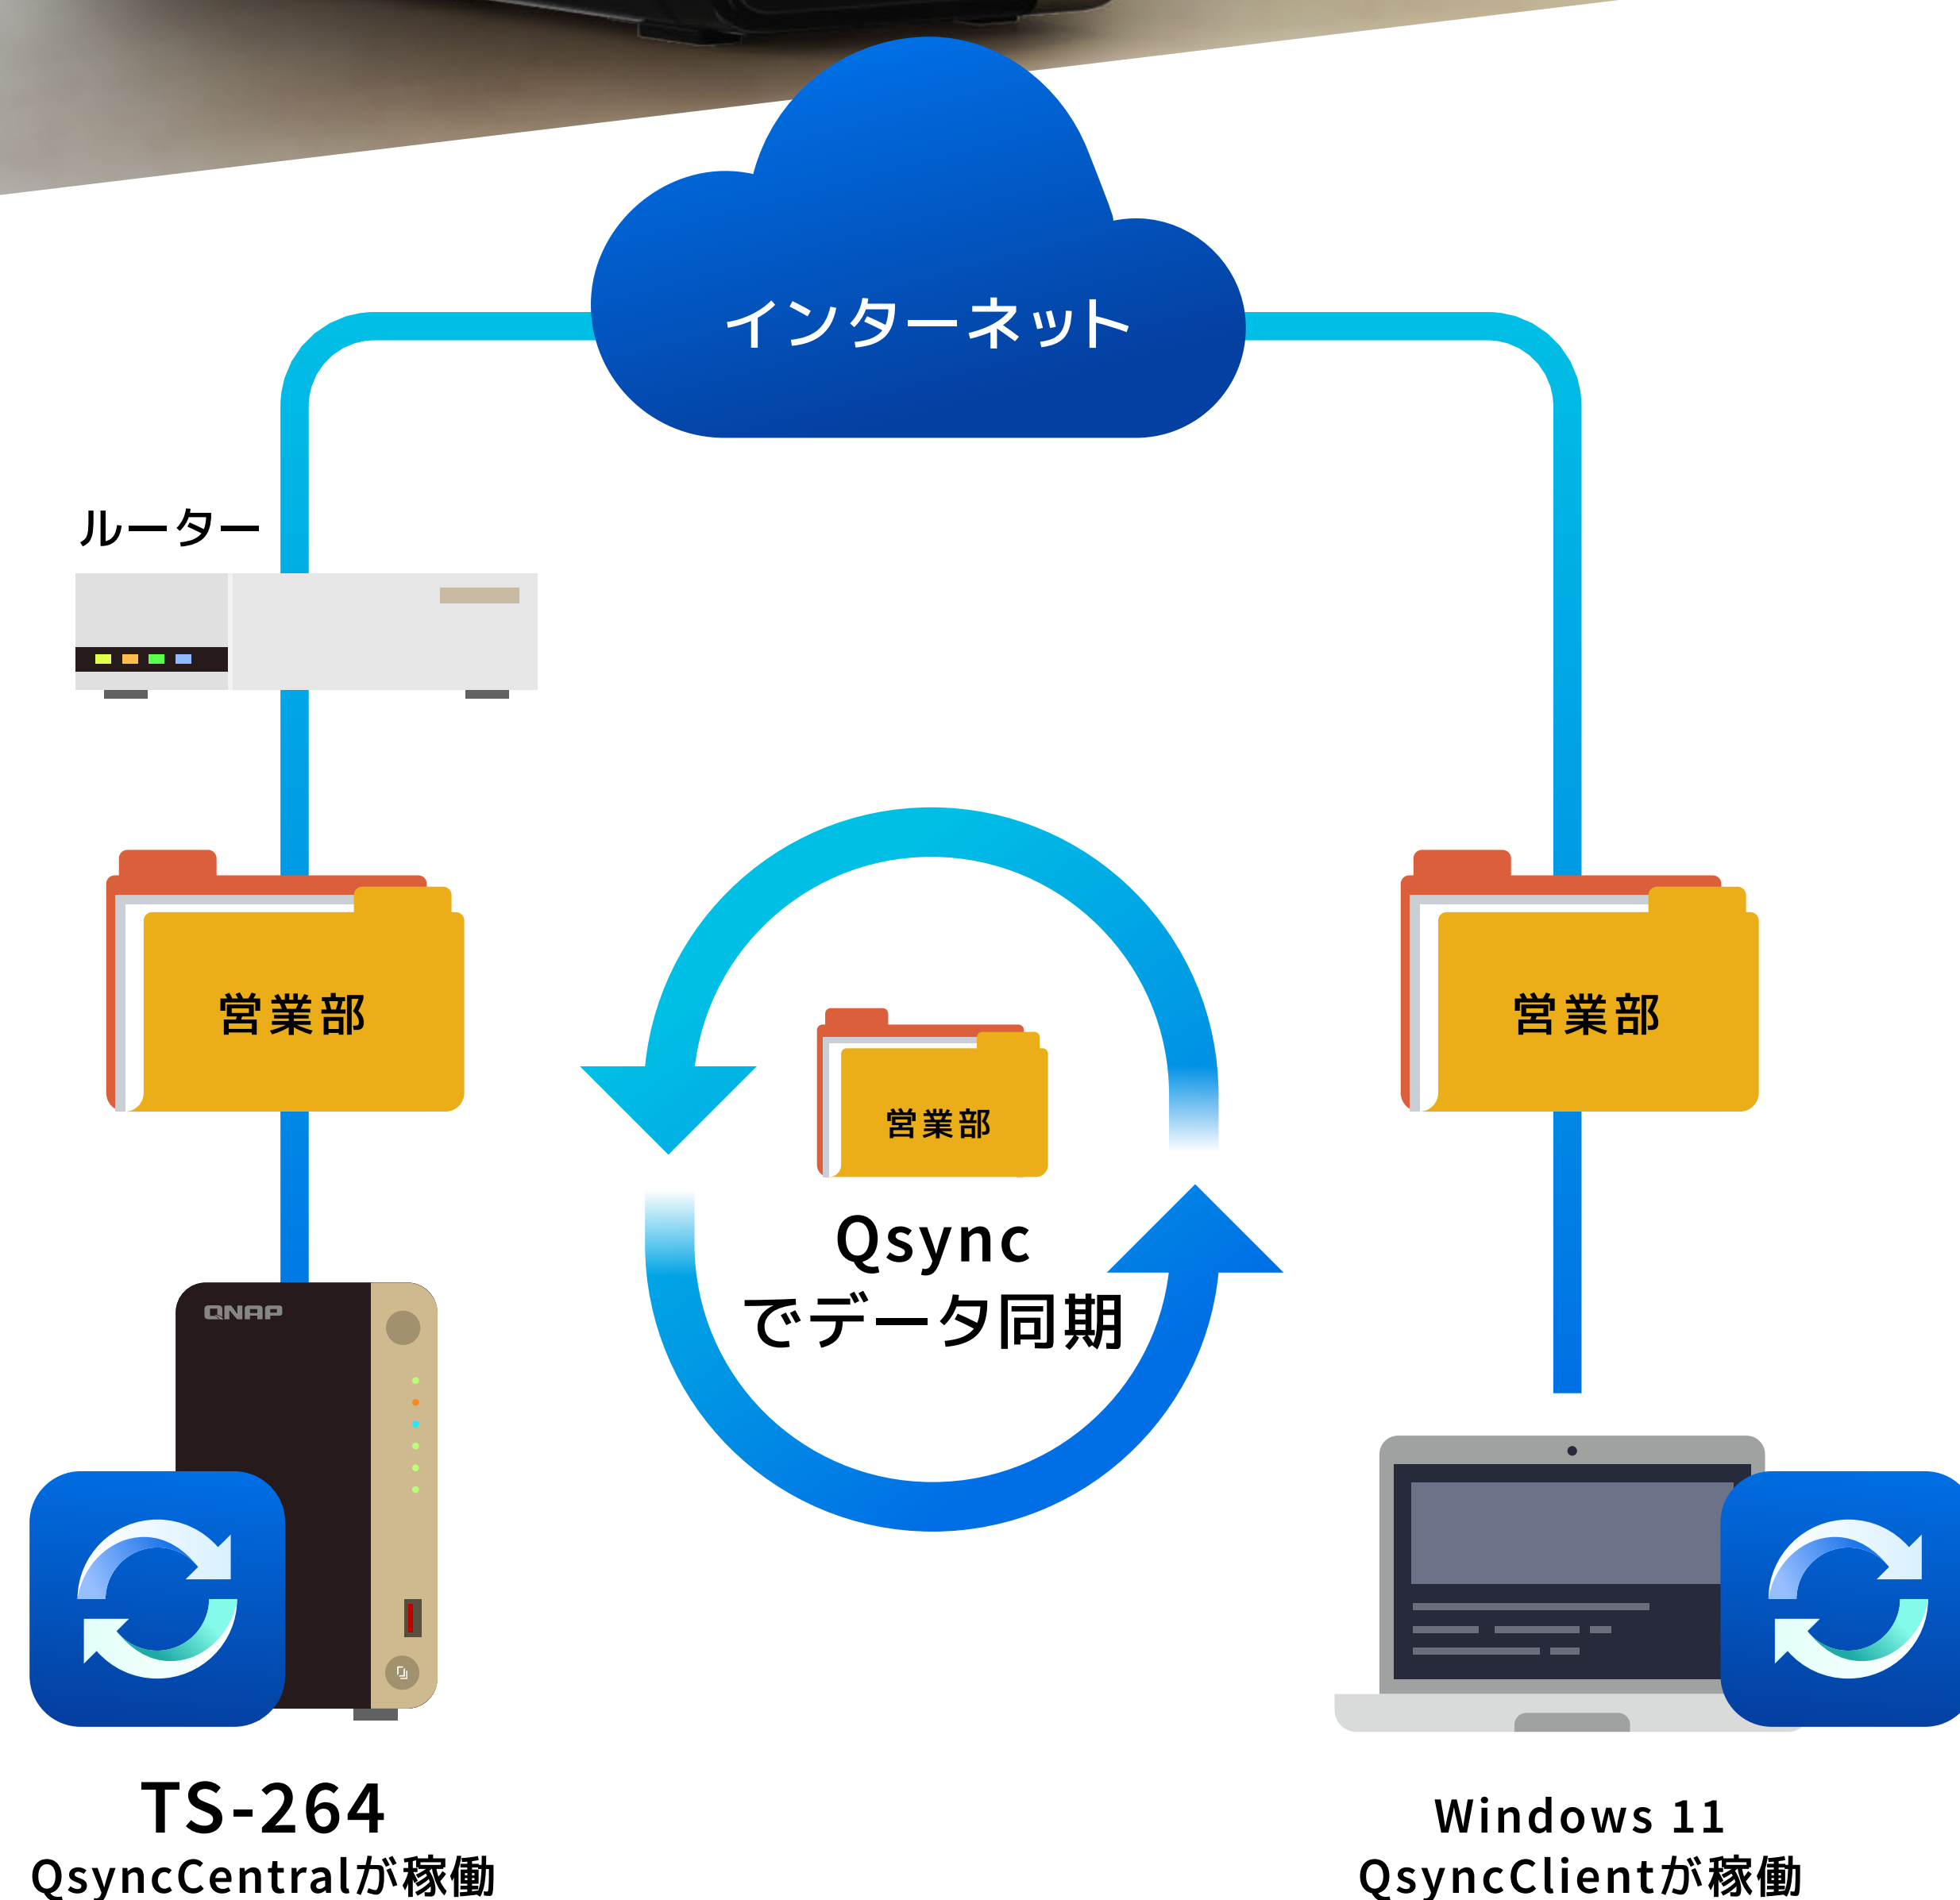 インターネット
ルーター
営業部
営業部
営業部
Qsync
でデータ同期
QNAP
TS-264
QsyncCentralが稼働
Windows 11
QsyncClientが稼働